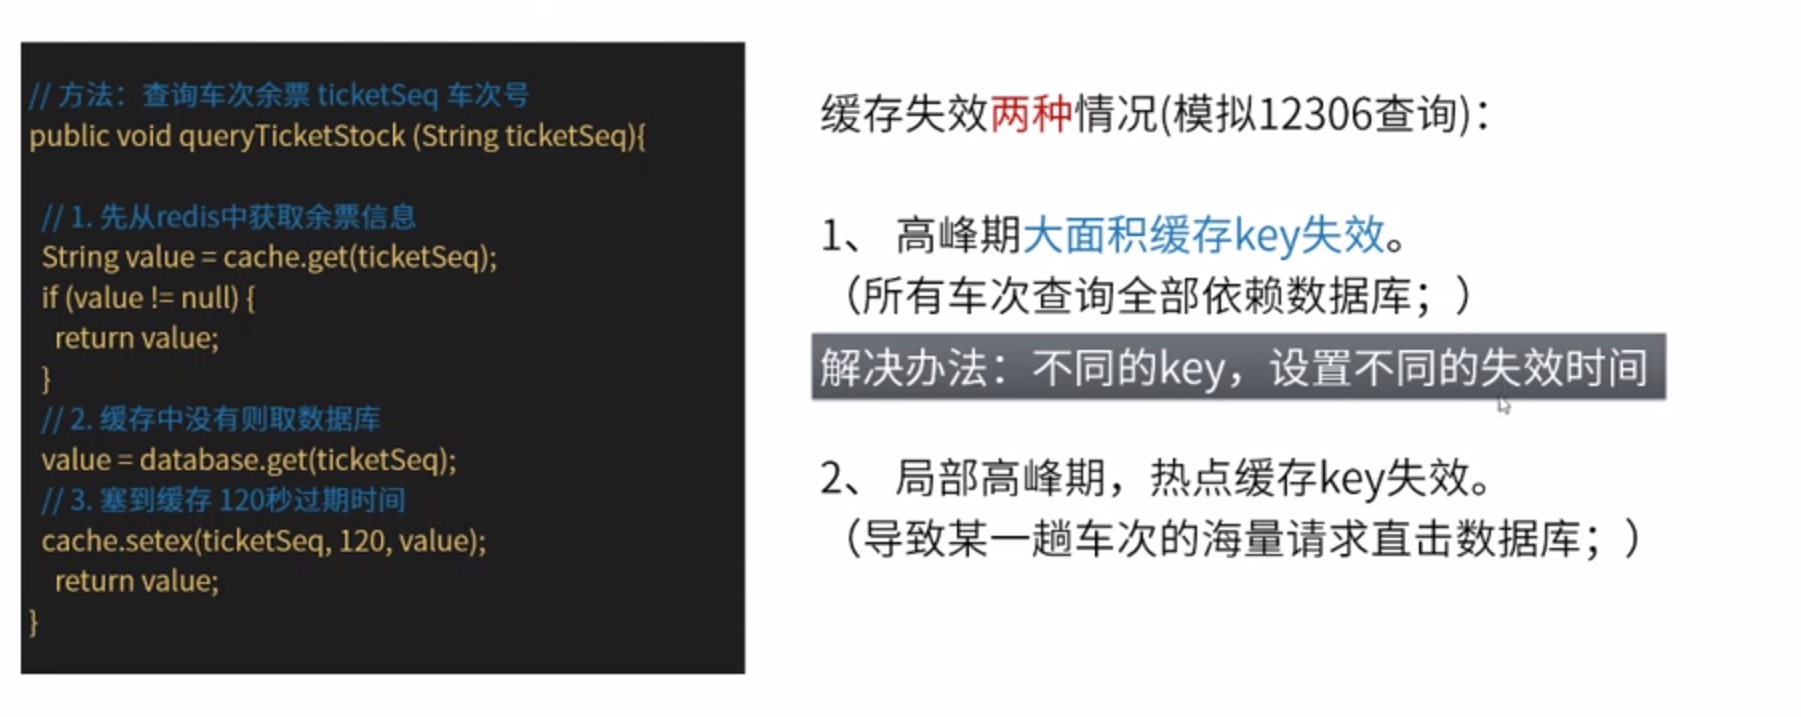 // 方法：查询车次余票 ticketSeq 车次号
public void queryTicketStock (String ticketSeq){
// 1. 先从redis中获取余票信息
String value = cache.get(ticketSeq);
if (value != null) {
return value;
}
// 2. 缓存中没有则取数据库
value = database.get(ticketSeq);
// 3. 塞到缓存 120秒过期时间
cache.setex(ticketSeq, 120, value);
return value;
}
缓存失效两种情况(模拟12306查询)：
1、 高峰期大面积缓存key失效。
（所有车次查询全部依赖数据库；）
解决办法：不同的key，设置不同的失效时间
2、 局部高峰期，热点缓存key失效。
（导致某一趟车次的海量请求直击数据库；）